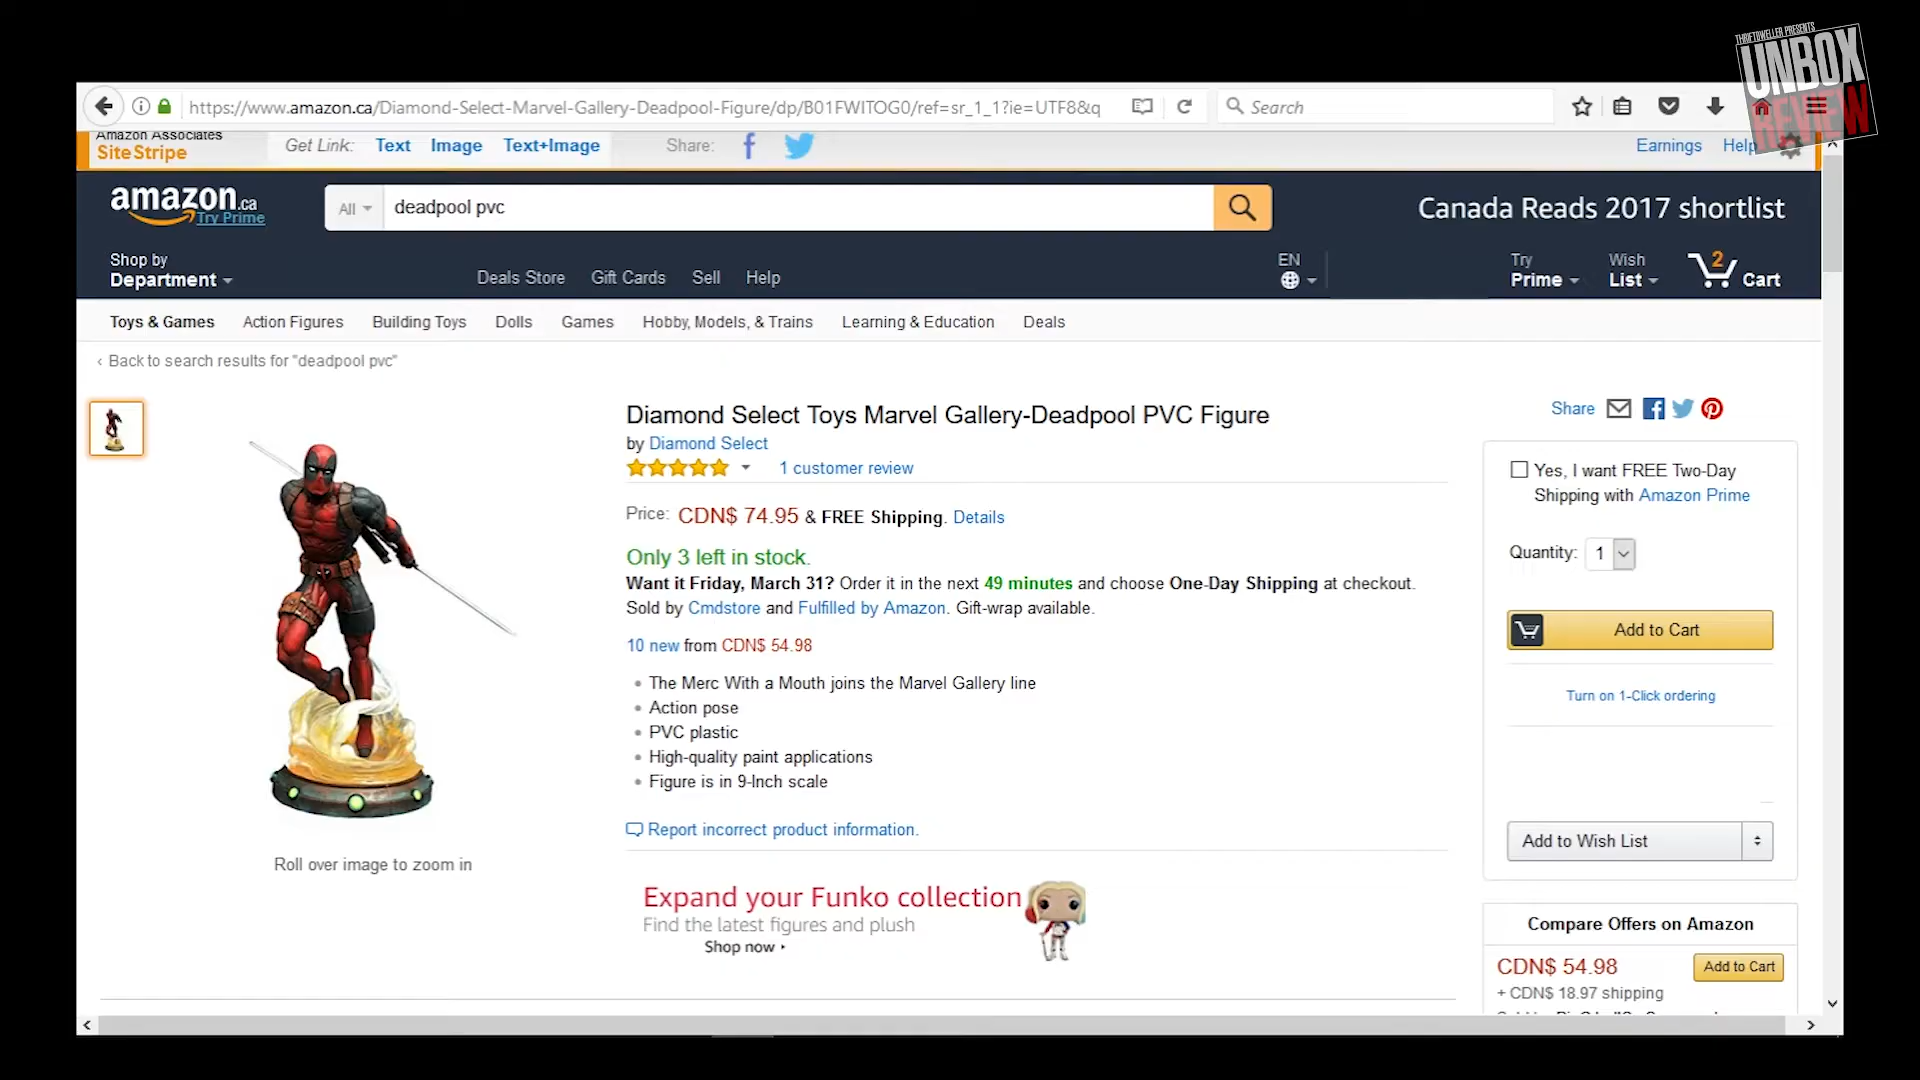 THRIFTDWELLER PRESENTS
UNBOX
REVIEW
https://www.amazon.ca/Diamond-Select-Marvel-Gallery-Deadpool-Figure/dp/B01FWITOG0/ref=sr_1_1?ie=UTF8&q
Search
Amazon Associates
SiteStripe
Get Link: Text Image Text+Image
Share:
Earnings Help
amazon.ca
Try Prime
All
deadpool pvc
Canada Reads 2017 shortlist
Shop by
Department
Deals Store Gift Cards Sell Help
EN
Try
Prime
Wish
List
2
Cart
Toys & Games Action Figures Building Toys Dolls Games Hobby, Models, & Trains Learning & Education Deals
‹ Back to search results for "deadpool pvc"
Diamond Select Toys Marvel Gallery-Deadpool PVC Figure
by Diamond Select
1 customer review
Price: CDN$ 74.95 & FREE Shipping. Details
Only 3 left in stock.
Want it Friday, March 31? Order it in the next 49 minutes and choose One-Day Shipping at checkout.
Sold by Cmdstore and Fulfilled by Amazon. Gift-wrap available.
10 new from CDN$ 54.98
• The Merc With a Mouth joins the Marvel Gallery line
• Action pose
• PVC plastic
• High-quality paint applications
• Figure is in 9-Inch scale
Report incorrect product information.
Roll over image to zoom in
Expand your Funko collection
Find the latest figures and plush
Shop now ›
Share
Yes, I want FREE Two-Day
Shipping with Amazon Prime
Quantity: 1
Add to Cart
Turn on 1-Click ordering
Add to Wish List
Compare Offers on Amazon
CDN$ 54.98
Add to Cart
+ CDN$ 18.97 shipping